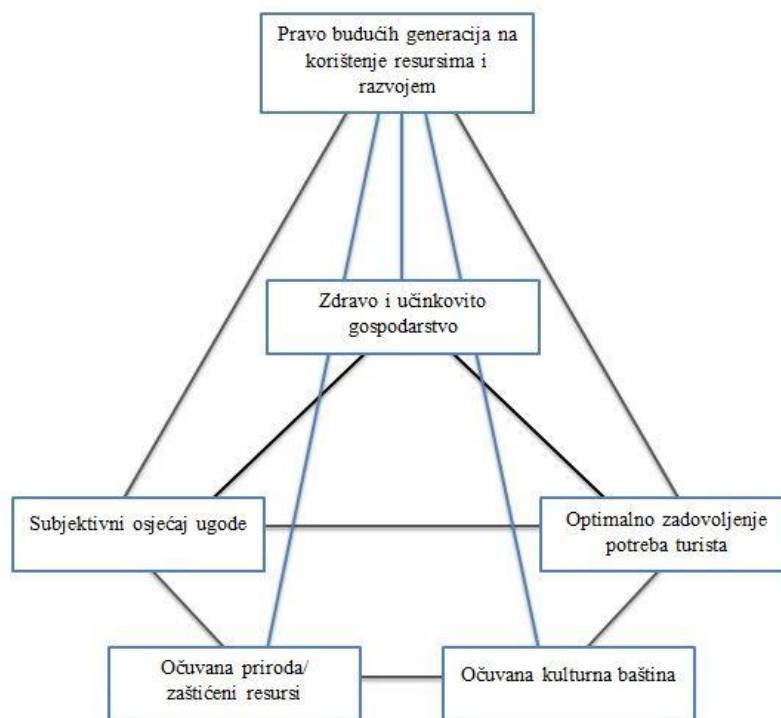 Pravo budućih generacija na
korištenje resursima i
razvojem
Zdravo i učinkovito
gospodarstvo
Subjektivni osjećaj ugode
Optimalno zadovoljenje
potreba turista
Očuvana priroda/
zaštićeni resursi
Očuvana kulturna baština